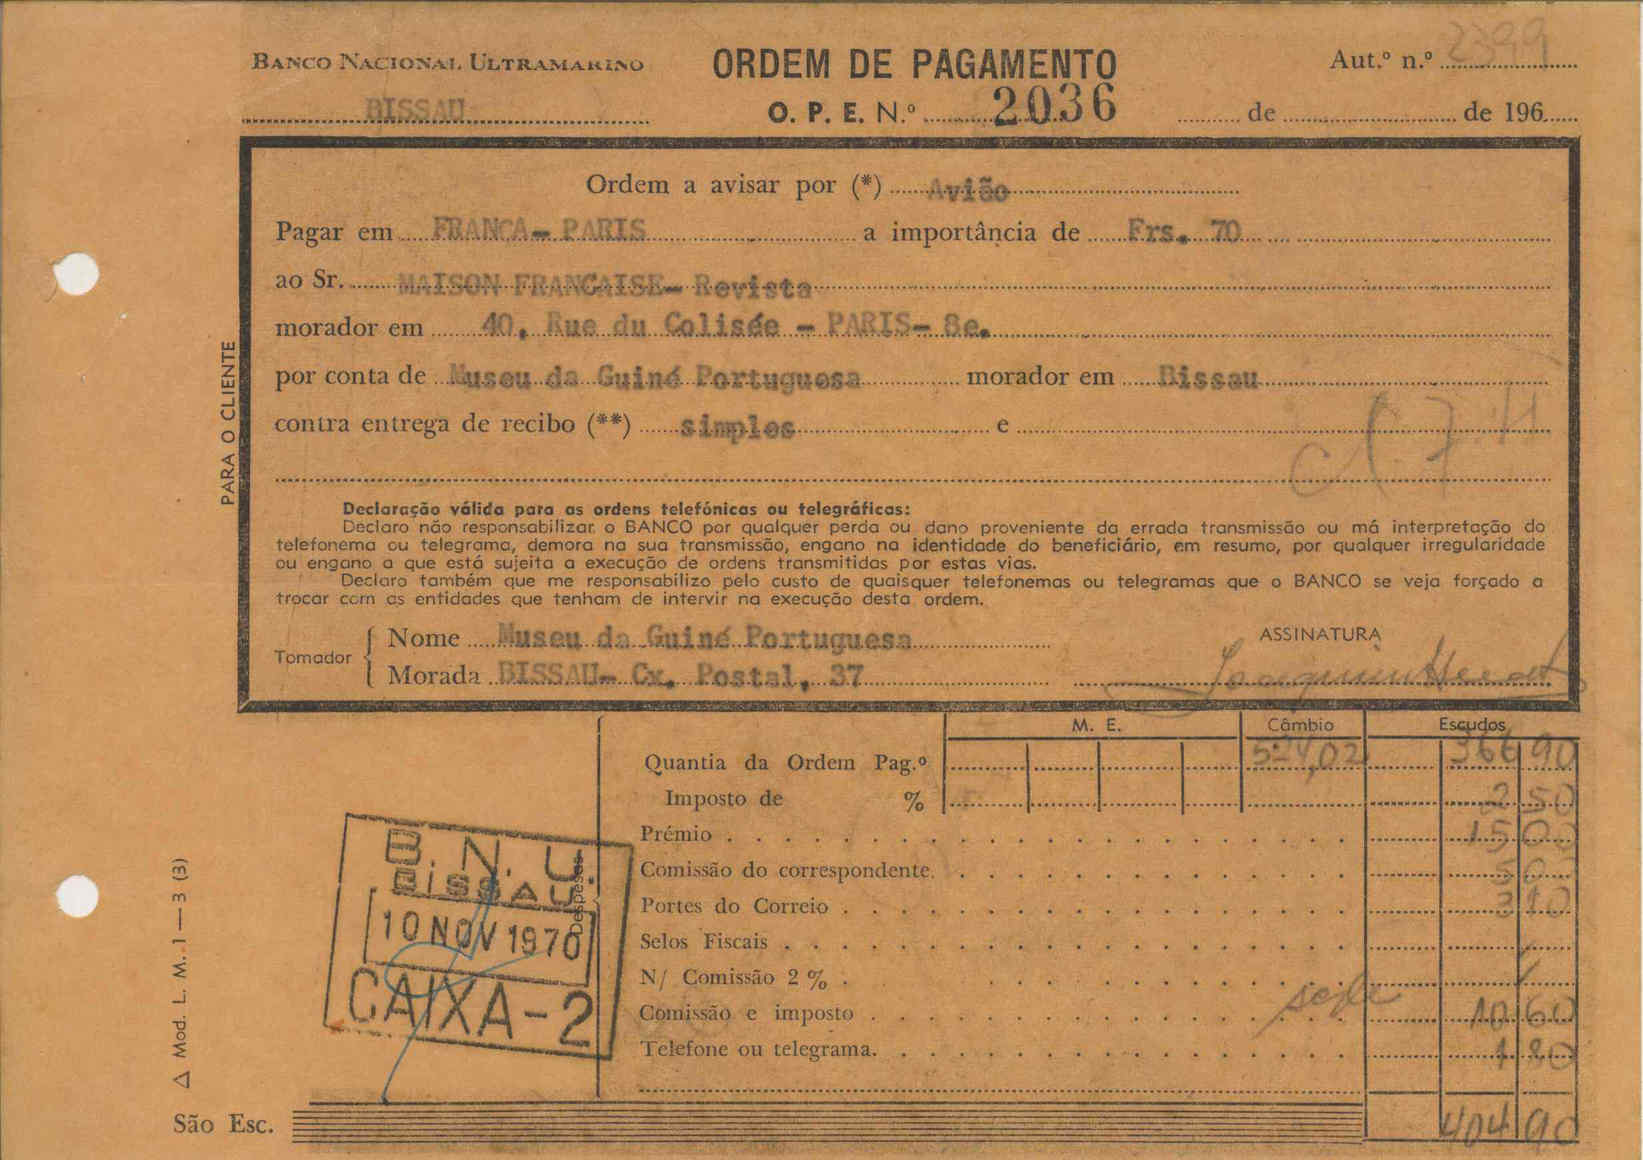 BANCO NACIONAL ULTRAMARINO
ORDEM DE PAGAMENTO
Aut.º n.º 2399
BISSAU
O. P. E. N.º 2036
de de 196
Ordem a avisar por (*) Avião
Pagar em FRANCA- PARIS a importância de Frs. 70
ao Sr. MAISON FRANCAISE- Revista
morador em 40, Rue du Colisée - PARIS- 8e.
por conta de Museu da Guiné Portuguesa morador em Bissau
contra entrega de recibo (**) simples e
PARA O CLIENTE
Declaração válida para as ordens telefónicas ou telegráficas:
Declaro não responsabilizar o BANCO por qualquer perda ou dano proveniente da errada transmissão ou má interpretação do
telefonema ou telegrama, demora na sua transmissão, engano na identidade do beneficiário, em resumo, por qualquer irregularidade
ou engano a que está sujeita a execução de ordens transmitidas por estas vias.
Declaro também que me responsabilizo pelo custo de quaisquer telefonemas ou telegramas que o BANCO se veja forçado a
trocar com as entidades que tenham de intervir na execução desta ordem.
Tomador
Nome Museu da Guiné Portuguesa
Morada BISSAU- Cx. Postal, 37
ASSINATURA
M. E. Câmbio Escudos
Quantia da Ordem Pag.º 524,02 366 90
Imposto de % 2 50
Prémio 15 00
Comissão do correspondente. 5 00
Portes do Correio 3 10
Selos Fiscais
N/ Comissão 2 %
Comissão e imposto 10 60
Telefone ou telegrama. 1 80
Despesas
B. N. U.
BISSAU
10 NOV 1970
CAIXA-2
Δ Mod. L. M. 1 — 3 (3)
São Esc. 404 90